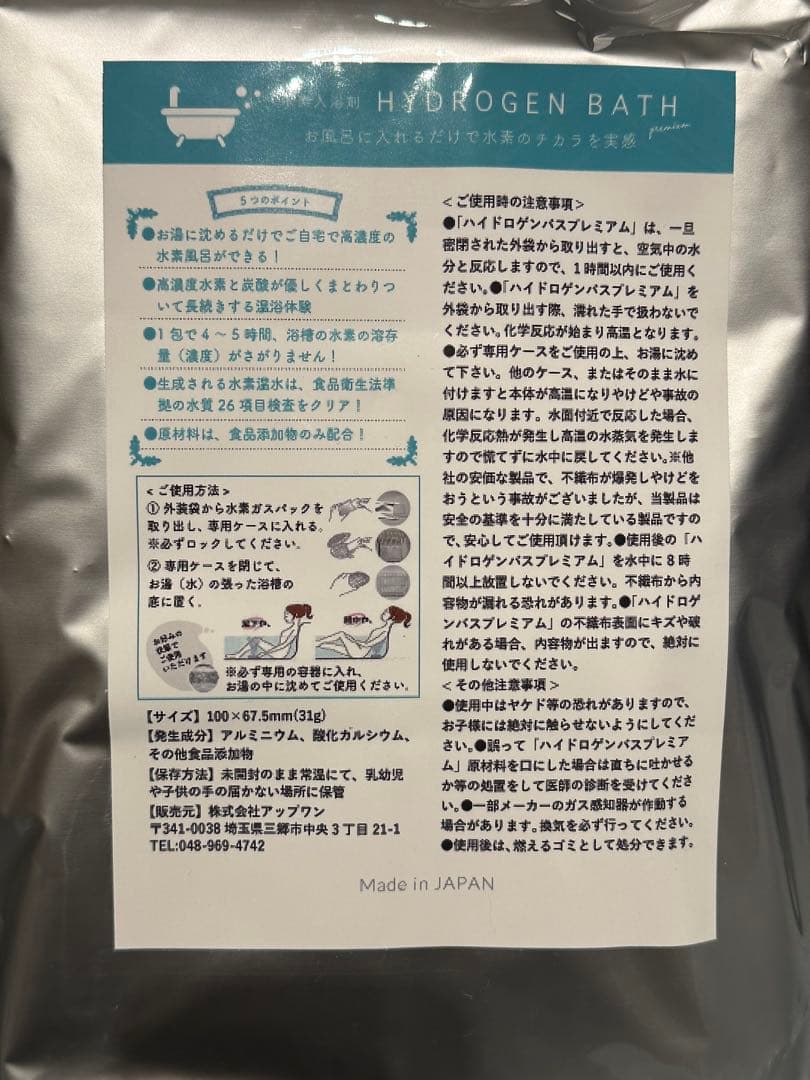 入浴剤 HYDROGEN BATH
premium
お風呂に入れるだけで水素のチカラを実感
5つのポイント
●お湯に沈めるだけでご自宅で高濃度の
水素風呂ができる！
●高濃度水素と炭酸が優しくまとわりつ
いて長続きする温浴体験
●1包で4～5時間、浴槽の水素の溶存
量（濃度）がさがりません！
●生成される水素温水は、食品衛生法準
拠の水質26項目検査をクリア！
●原材料は、食品添加物のみ配合！
＜ご使用方法＞
① 外装袋から水素ガスパックを
取り出し、専用ケースに入れる。
※必ずロックしてください。
② 専用ケースを閉じて、
お湯（水）の張った浴槽の
底に置く。
足下や、
背中や、
お好みの
位置で
ご使用
いただけます
※必ず専用の容器に入れ、
お湯の中に沈めてご使用ください。
【サイズ】100×67.5mm(31g)
【発生成分】アルミニウム、酸化カルシウム、
その他食品添加物
【保存方法】未開封のまま常温にて、乳幼児
や子供の手の届かない場所に保管
【販売元】株式会社アップワン
〒341-0038 埼玉県三郷市中央3丁目21-1
TEL:048-969-4742
＜ご使用時の注意事項＞
●「ハイドロゲンバスプレミアム」は、一旦
密閉された外袋から取り出すと、空気中の水
分と反応しますので、1時間以内にご使用く
ださい。●「ハイドロゲンバスプレミアム」を
外袋から取り出す際、濡れた手で扱わないで
ください。化学反応が始まり高温となります。
●必ず専用ケースをご使用の上、お湯に沈め
て下さい。他のケース、またはそのまま水に
付けますと本体が高温になりやけどや事故の
原因になります。水面付近で反応した場合、
化学反応熱が発生し高温の水蒸気を発生しま
すので慌てずに水中に戻してください。※他
社の安価な製品で、不織布が爆発しやけどを
おうという事故がございましたが、当製品は
安全の基準を十分に満たしている製品ですの
で、安心してご使用頂けます。●使用後の「ハ
イドロゲンバスプレミアム」を水中に8時
間以上放置しないでください。不織布から内
容物が漏れる恐れがあります。●「ハイドロゲ
ンバスプレミアム」の不織布表面にキズや破
れがある場合、内容物が出ますので、絶対に
使用しないでください。
＜その他注意事項＞
●使用中はヤケド等の恐れがありますので、
お子様には絶対に触らせないようにしてくだ
さい。●誤って「ハイドロゲンバスプレミア
ム」原材料を口にした場合は直ちに吐かせる
か等の処置をして医師の診断を受けてくださ
い。●一部メーカーのガス感知器が作動する
場合があります。換気を必ず行ってください。
●使用後は、燃えるゴミとして処分できます。
Made in JAPAN